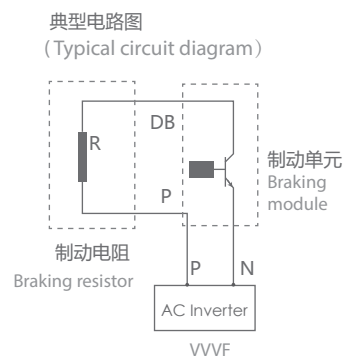 典型电路图
（Typical circuit diagram）
DB
R
制动单元
Braking
module
P
制动电阻
Braking resistor
P
N
AC Inverter
VVVF